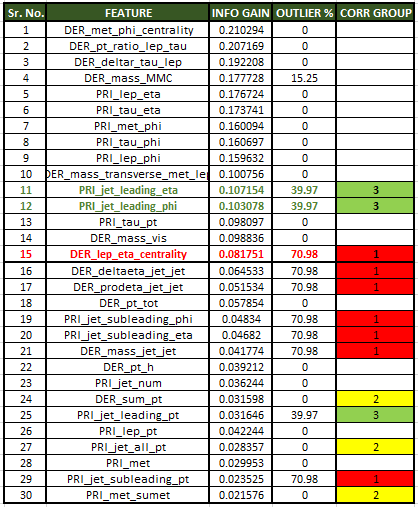 Sr. No. FEATURE INFO GAIN OUTLIER % CORR GROUP
1 DER_met_phi_centrality 0.210294 0
2 DER_pt_ratio_lep_tau 0.207169 0
3 DER_deltar_tau_lep 0.192208 0
4 DER_mass_MMC 0.177728 15.25
5 PRI_lep_eta 0.176724 0
6 PRI_tau_eta 0.173741 0
7 PRI_met_phi 0.160094 0
8 PRI_tau_phi 0.160697 0
9 PRI_lep_phi 0.159632 0
10 DER_mass_transverse_met_lep 0.100756 0
11 PRI_jet_leading_eta 0.107154 39.97 3
12 PRI_jet_leading_phi 0.103078 39.97 3
13 PRI_tau_pt 0.098097 0
14 DER_mass_vis 0.098836 0
15 DER_lep_eta_centrality 0.081751 70.98 1
16 DER_deltaeta_jet_jet 0.064533 70.98 1
17 DER_prodeta_jet_jet 0.051534 70.98 1
18 DER_pt_tot 0.057854 0
19 PRI_jet_subleading_phi 0.04834 70.98 1
20 PRI_jet_subleading_eta 0.04682 70.98 1
21 DER_mass_jet_jet 0.041774 70.98 1
22 DER_pt_h 0.039212 0
23 PRI_jet_num 0.036244 0
24 DER_sum_pt 0.031598 0 2
25 PRI_jet_leading_pt 0.031646 39.97 3
26 PRI_lep_pt 0.042244 0
27 PRI_jet_all_pt 0.028357 0 2
28 PRI_met 0.029953 0
29 PRI_jet_subleading_pt 0.023525 70.98 1
30 PRI_met_sumet 0.021576 0 2